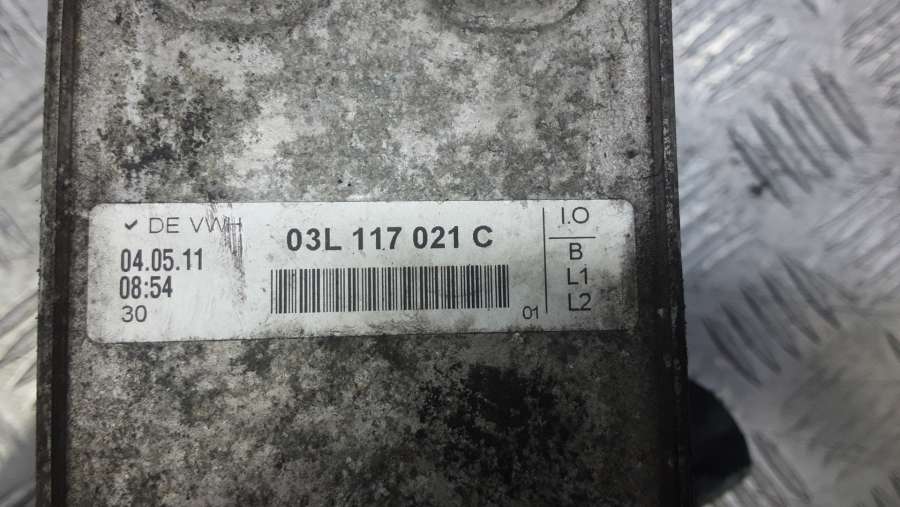 ✓ DE VWH
04.05.11
08:54
30
03L 117 021 C
01
I.O
B
L1
L2